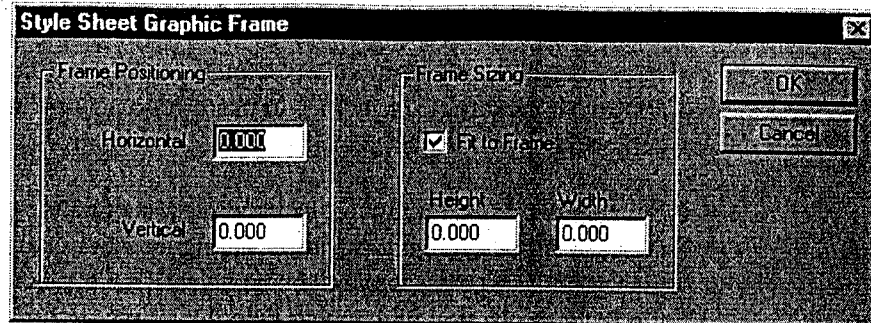 Style Sheet Graphic Frame
Frame Positioning
Horizontal 0.000
Vertical 0.000
Frame Sizing
Fit to Frame
Height Width
0.000 0.000
OK
Cancel